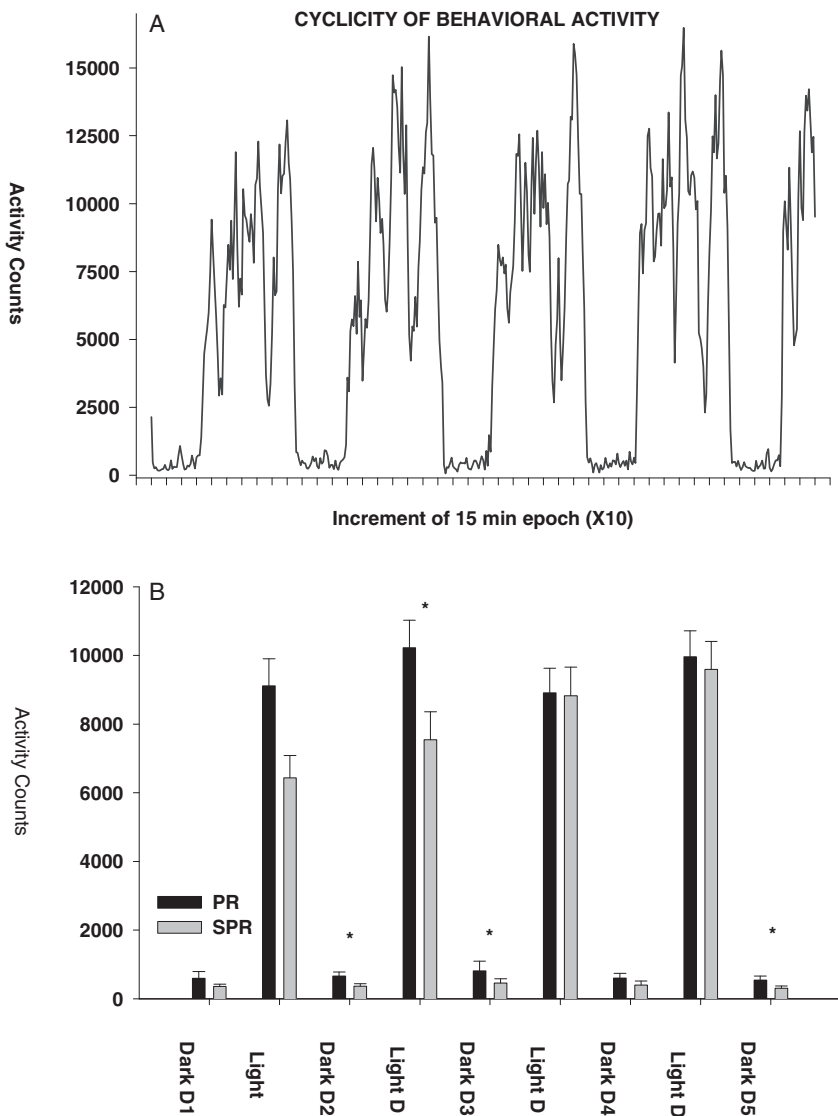 A
CYCLICITY OF BEHAVIORAL ACTIVITY
Activity Counts
15000
12500
10000
7500
5000
2500
0
Increment of 15 min epoch (X10)
B
Activity Counts
12000
10000
8000
6000
4000
2000
0
*
*
*
*
PR
SPR
Dark D1
Light
Dark D2
Light D
Dark D3
Light D
Dark D4
Light D
Dark D5